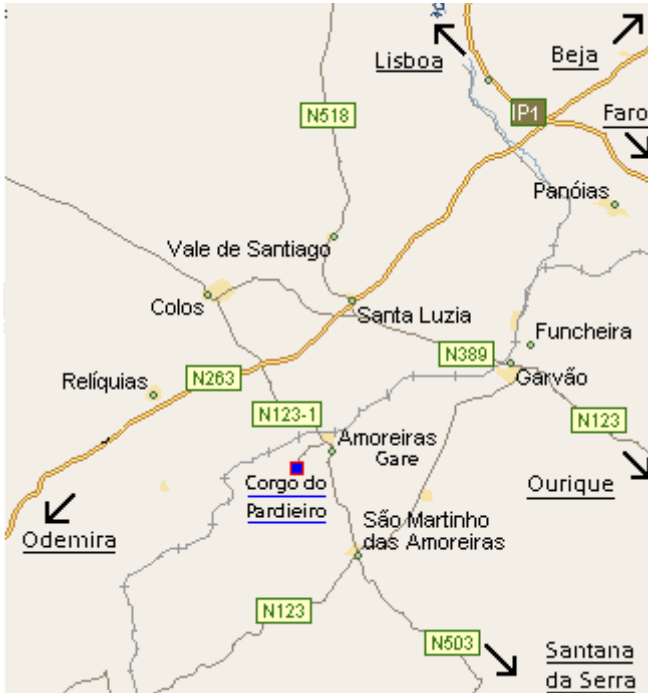 Lisboa
Beja
N518
IP1
Faro
Panóias
Vale de Santiago
Colos
Santa Luzia
Funcheira
N389
Garvão
Relíquias
N263
N123-1
N123
Amoreiras
Gare
Corgo do
Pardieiro
Ourique
Odemira
São Martinho
das Amoreiras
N123
N503
Santana
da Serra